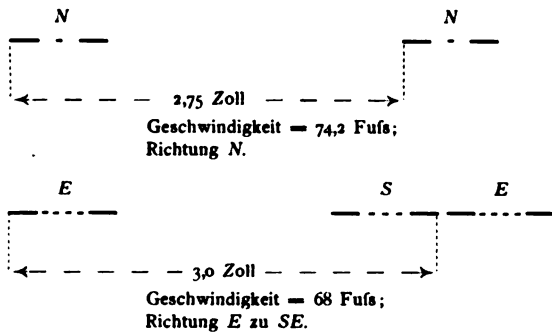 N N
2,75 Zoll
Geschwindigkeit = 74,2 Fuſs;
Richtung N.
E S E
3,0 Zoll
Geschwindigkeit = 68 Fuſs;
Richtung E zu SE.